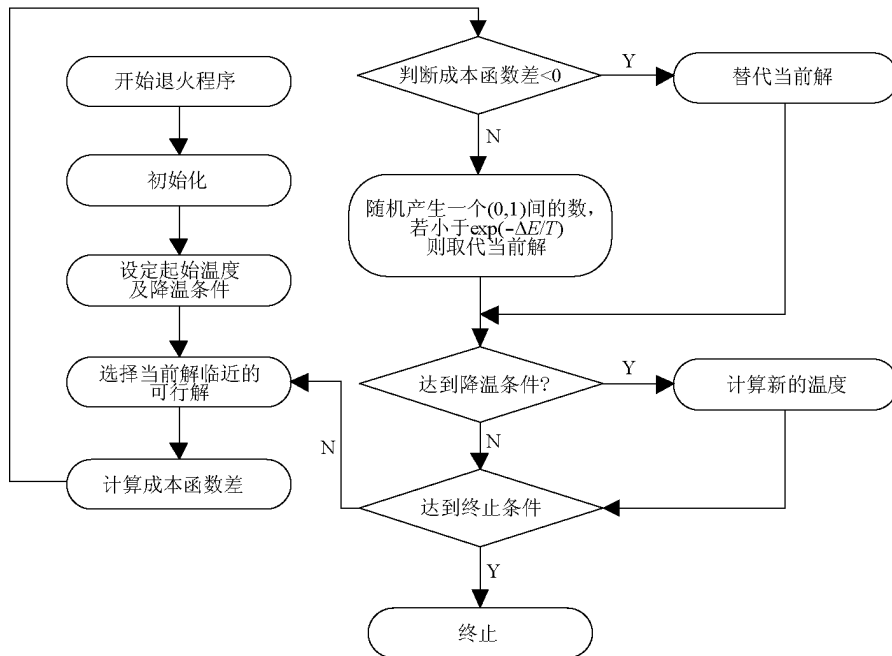 开始退火程序
初始化
设定起始温度
及降温条件
选择当前解临近的
可行解
计算成本函数差
判断成本函数差<0
Y
替代当前解
N
随机产生一个(0,1)间的数,
若小于exp(-ΔE/T)
则取代当前解
达到降温条件?
Y
计算新的温度
N
N
达到终止条件
Y
终止